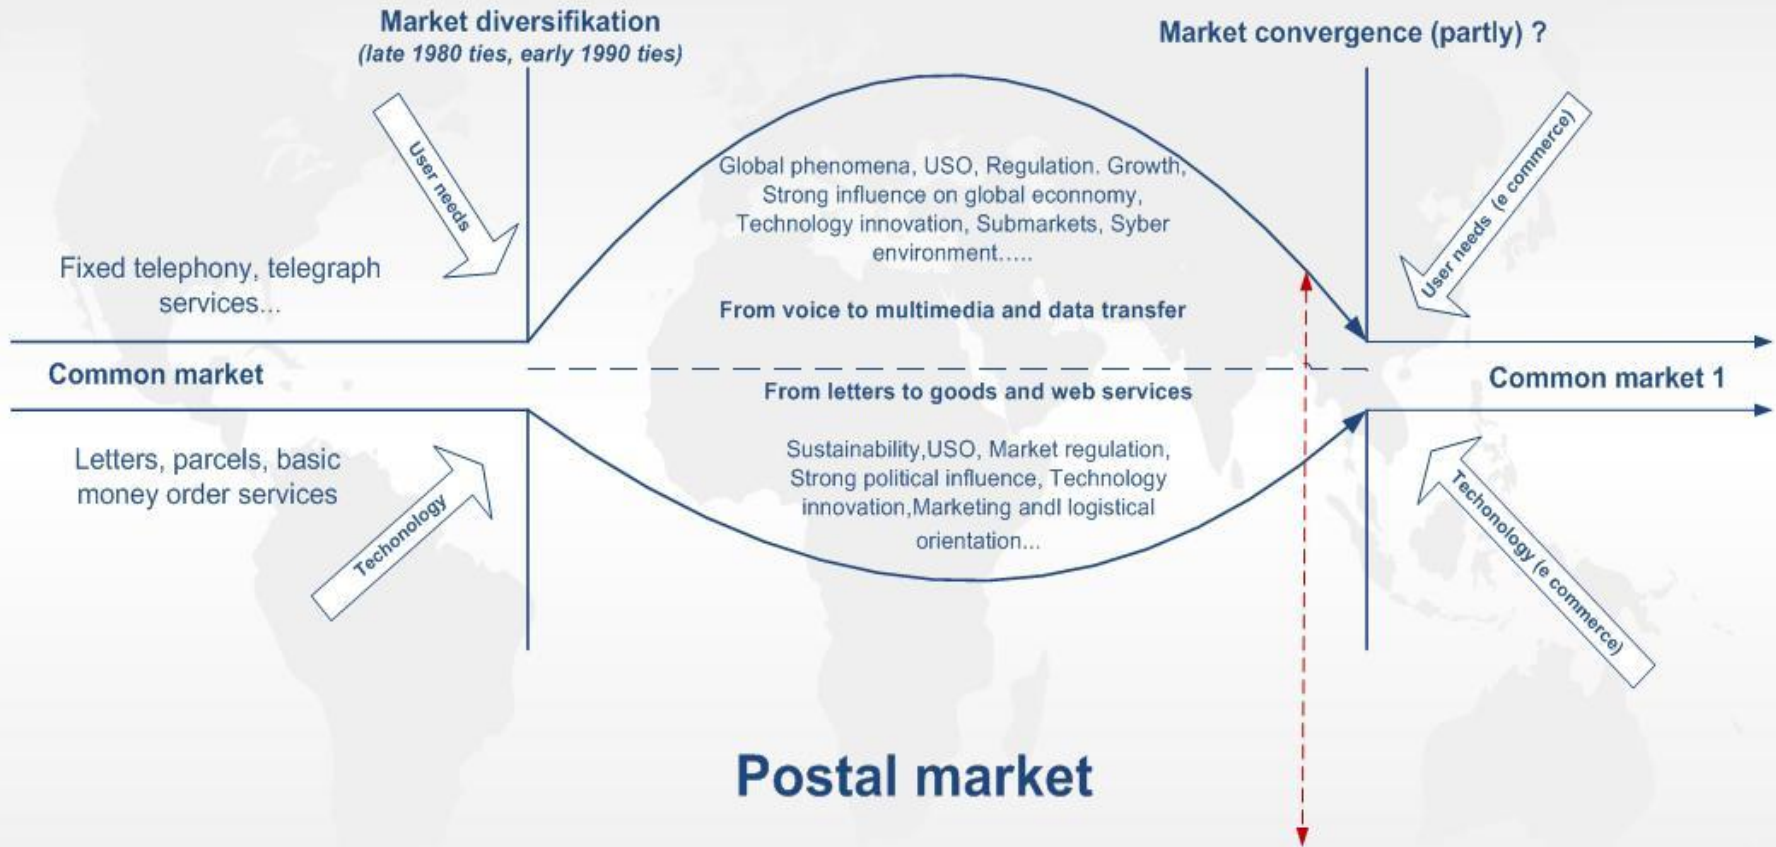 Market diversifikation
(late 1980 ties, early 1990 ties)
Market convergence (partly) ?
User needs
User needs (e commerce)
Global phenomena, USO, Regulation. Growth,
Strong influence on global econnomy,
Technology innovation, Submarkets, Syber
environment.....
Fixed telephony, telegraph
services...
From voice to multimedia and data transfer
Common market
Common market 1
From letters to goods and web services
Letters, parcels, basic
money order services
Sustainability,USO, Market regulation,
Strong political influence, Technology
innovation,Marketing andl logistical
orientation...
Techonology
Techonology (e commerce)
Postal market